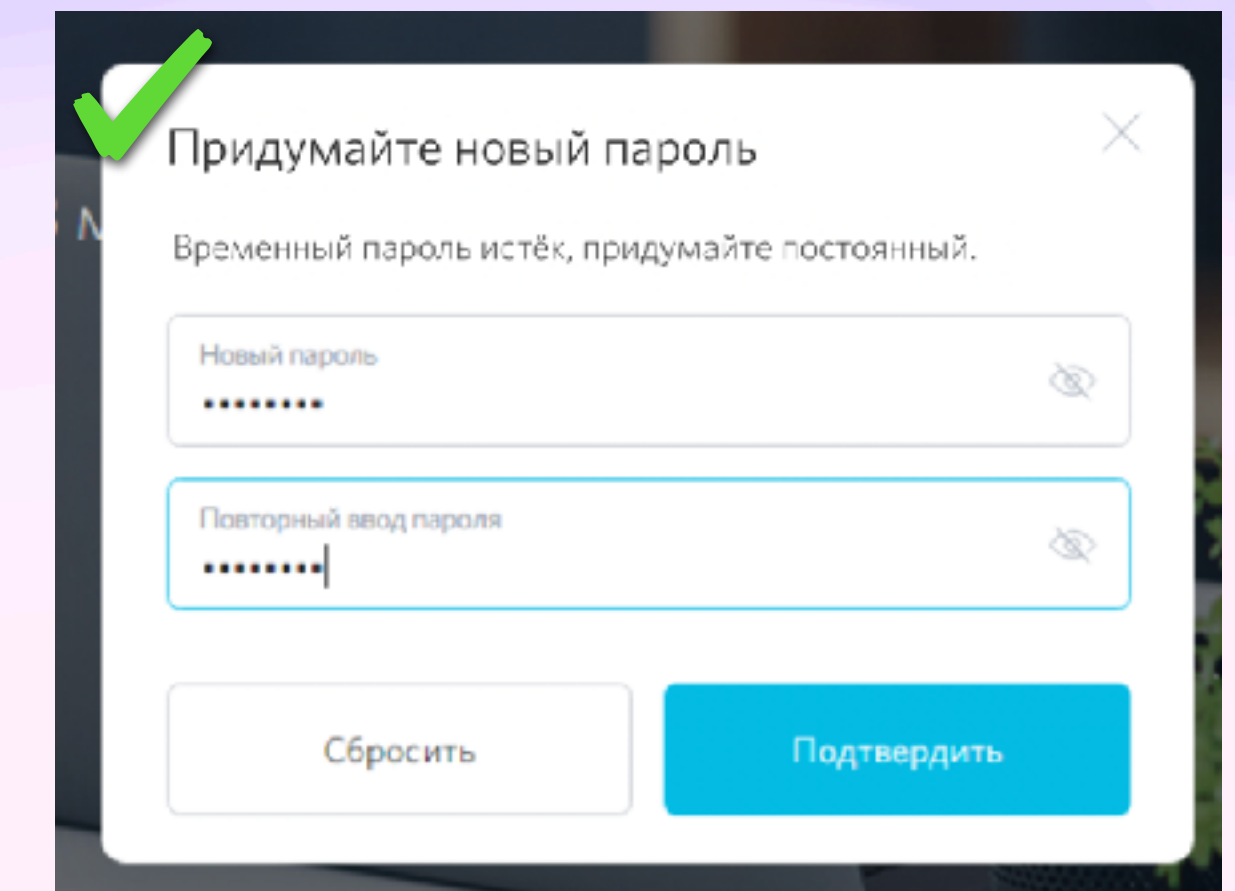 Придумайте новый пароль
Временный пароль истёк, придумайте постоянный.
Новый пароль
••••••••
Повторный ввод пароля
••••••••
Сбросить
Подтвердить